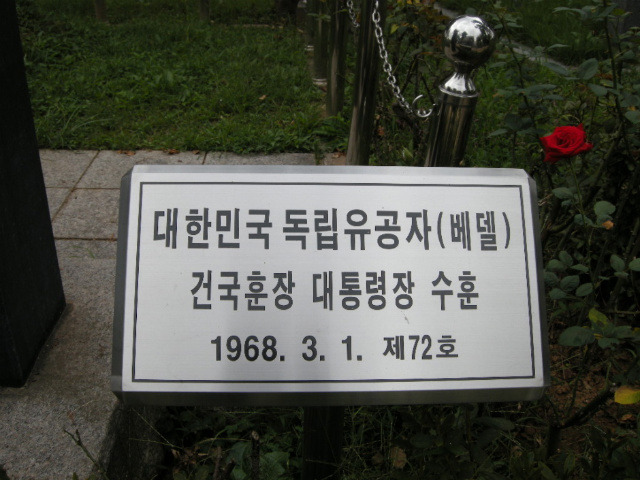 대한민국 독립유공자(베델)
건국훈장 대통령장 수훈
1968. 3. 1. 제72호